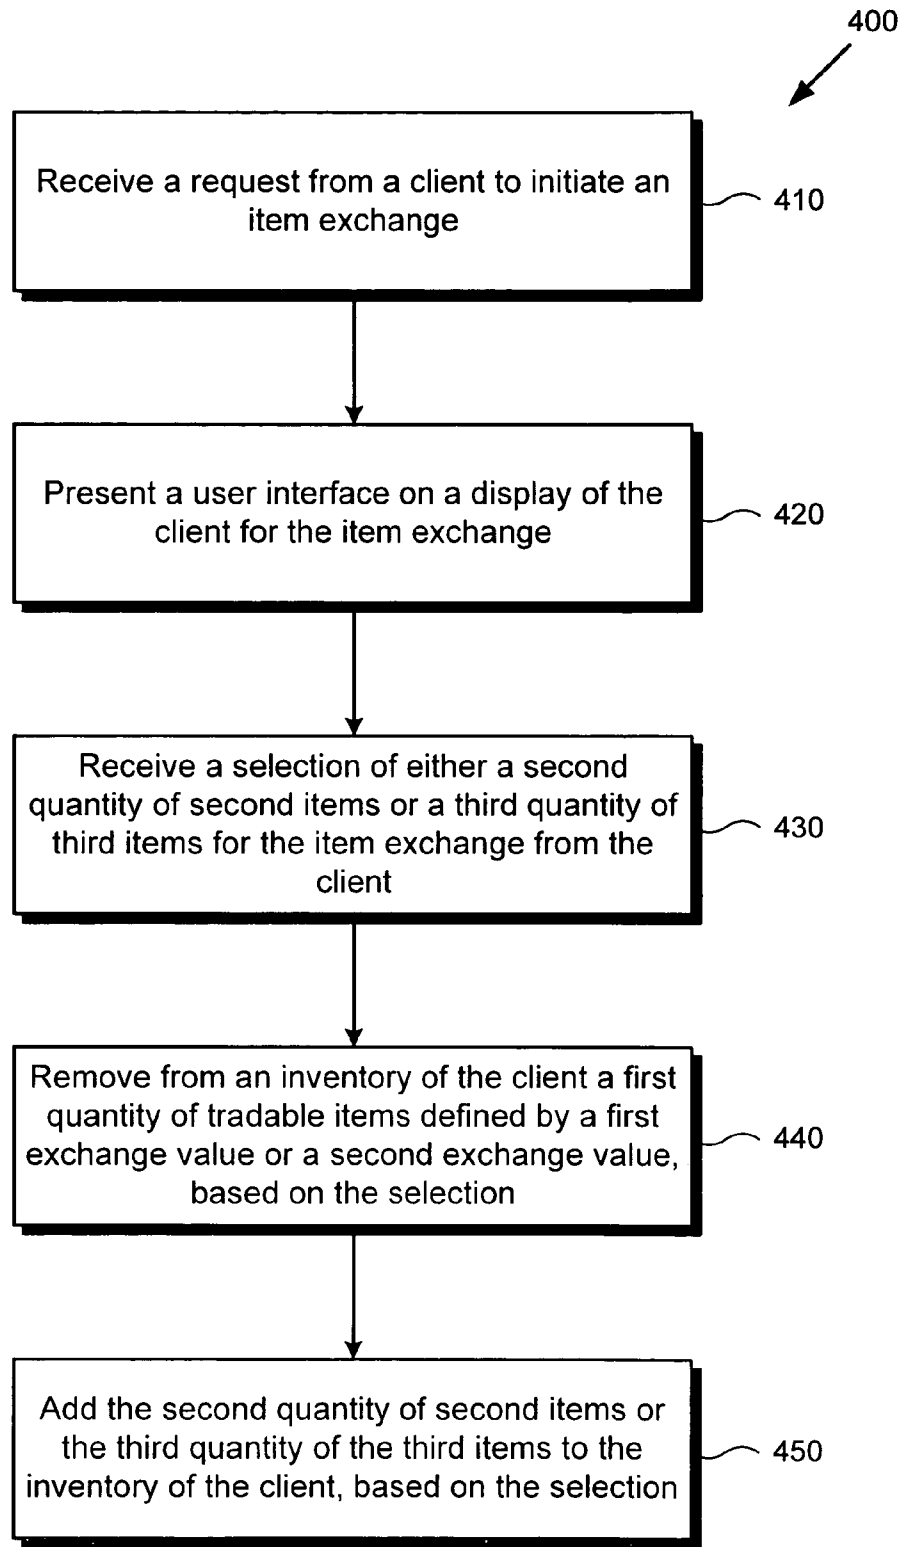 400
Receive a request from a client to initiate an
item exchange
410
Present a user interface on a display of the
client for the item exchange
420
Receive a selection of either a second
quantity of second items or a third quantity of
third items for the item exchange from the
client
430
Remove from an inventory of the client a first
quantity of tradable items defined by a first
exchange value or a second exchange value,
based on the selection
440
Add the second quantity of second items or
the third quantity of the third items to the
inventory of the client, based on the selection
450